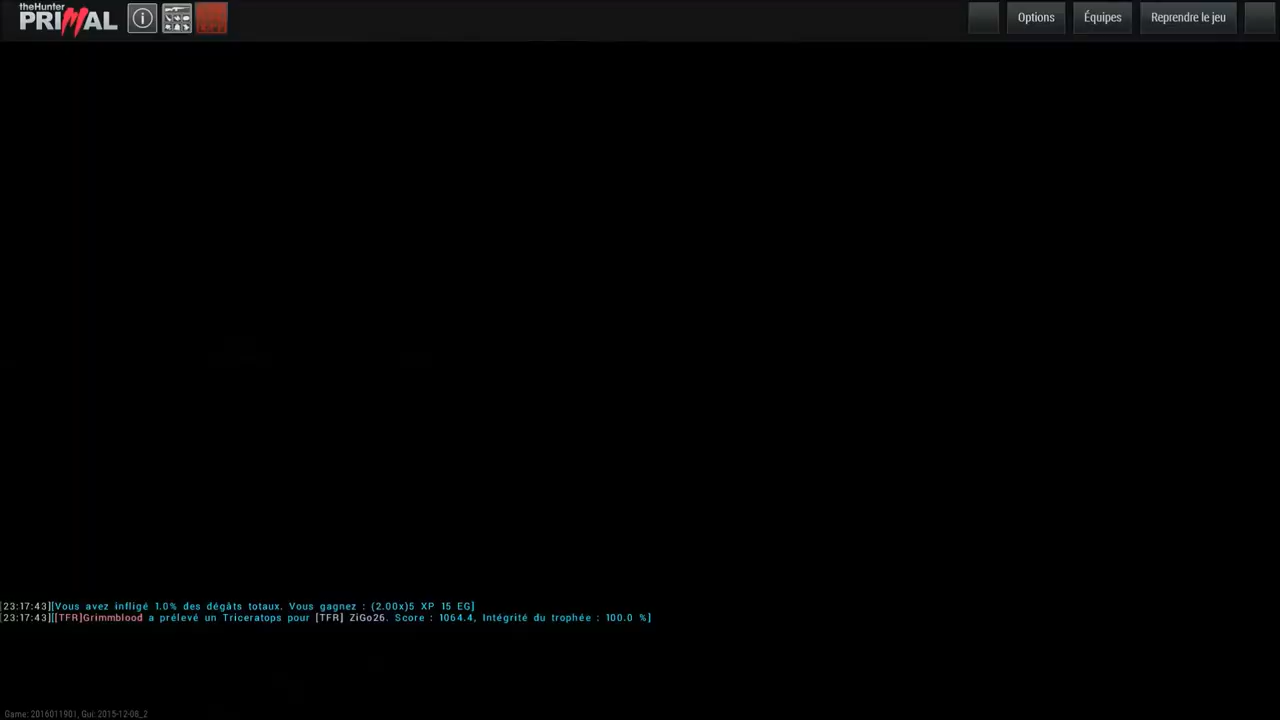 theHunter
PRIMAL
Options
Équipes
Reprendre le jeu
[23:17:43][Vous avez infligé 1.0% des dégâts totaux. Vous gagnez : (2.00x)5 XP 15 EG]
[23:17:43][[TFR]Grimmblood a prélevé un Triceratops pour [TFR] ZiGo26. Score : 1064.4, Intégrité du trophée : 100.0 %]
Game: 2016011901, Gui: 2015-12-08_2